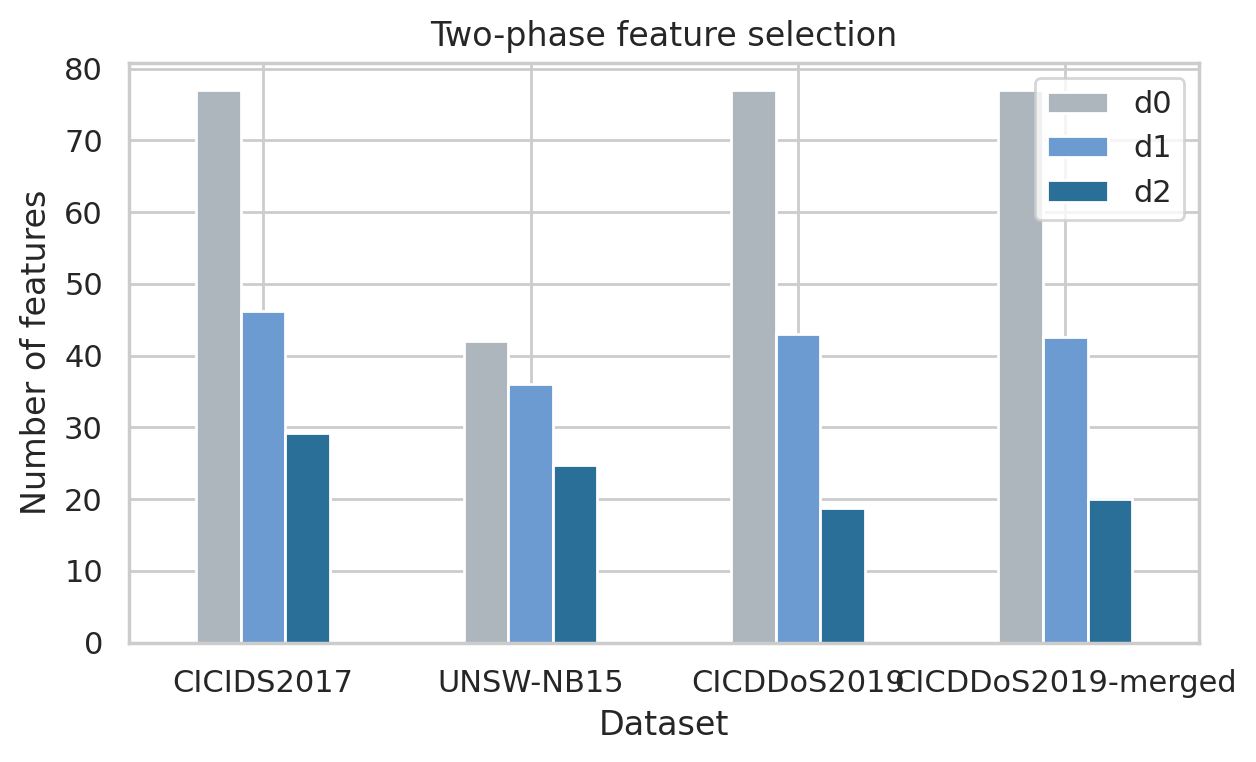 Two-phase feature selection
80
70
60
50
40
30
20
10
0
Number of features
d0
d1
d2
CICIDS2017
UNSW-NB15
CICDDoS2019
CICDDoS2019-merged
Dataset